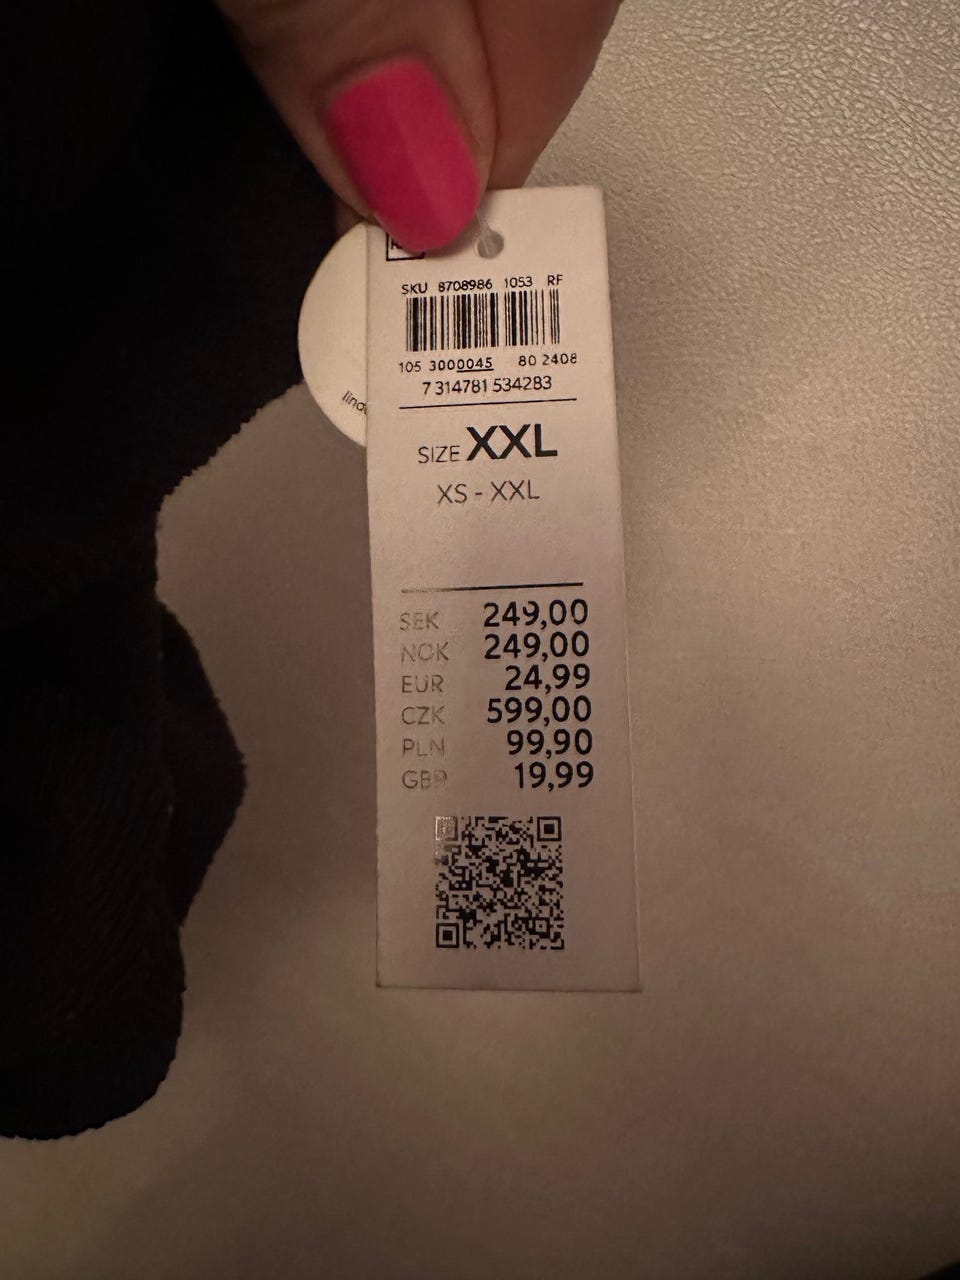 SKU 8708986 1053 RF
105 3000045 80 2408
7 314781 534283
SIZE XXL
XS - XXL
SEK 249,00
NOK 249,00
EUR 24,99
CZK 599,00
PLN 99,90
GBP 19,99